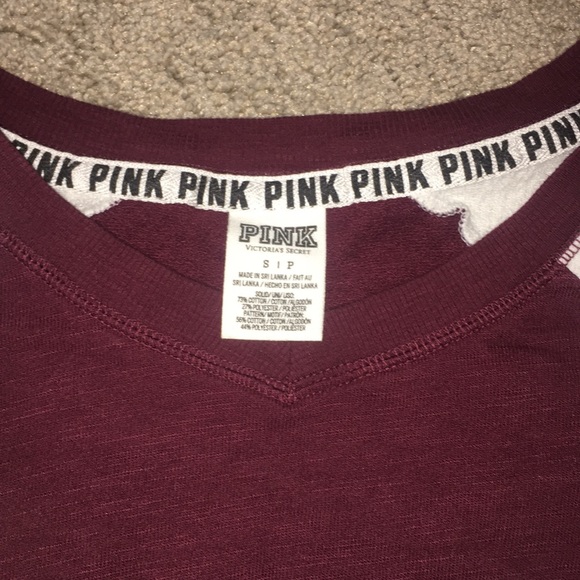 PINK PINK PINK PINK PINK PINK PIN
PINK
VICTORIA'S SECRET
S | P
MADE IN SRI LANKA / FAIT AU
SRI LANKA / HECHO EN SRI LANKA
SOLID/ UNI/ LISO:
73% COTTON / COTON / ALGODÓN
27% POLYESTER / POLIÉSTER
PATTERN/ MOTIF/ PATRÓN:
56% COTTON / COTON / ALGODÓN
44% POLYESTER / POLIÉSTER